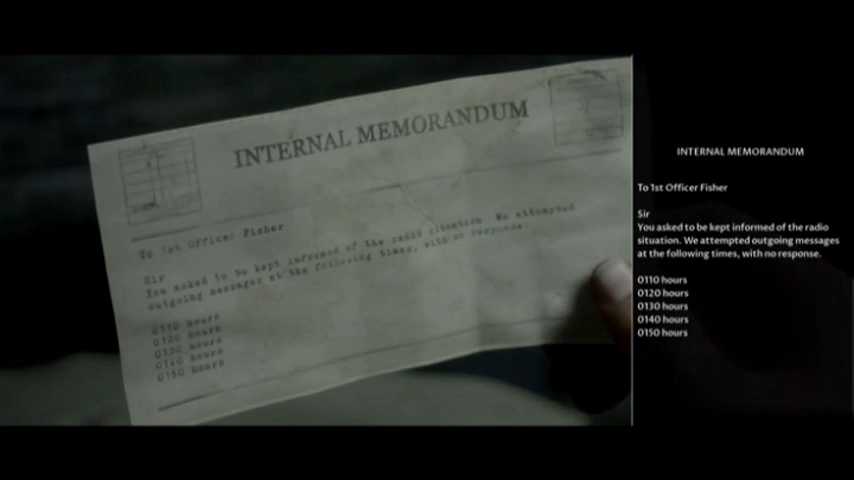 INTERNAL MEMORANDUM
To 1st Officer Fisher
Sir
You asked to be kept informed of the radio situation. We attempted
outgoing messages at the following times, with no response:
0110 hours
0120 hours
0130 hours
0140 hours
0150 hours
INTERNAL MEMORANDUM
To 1st Officer Fisher
Sir
You asked to be kept informed of the radio
situation. We attempted outgoing messages
at the following times, with no response.
0110 hours
0120 hours
0130 hours
0140 hours
0150 hours